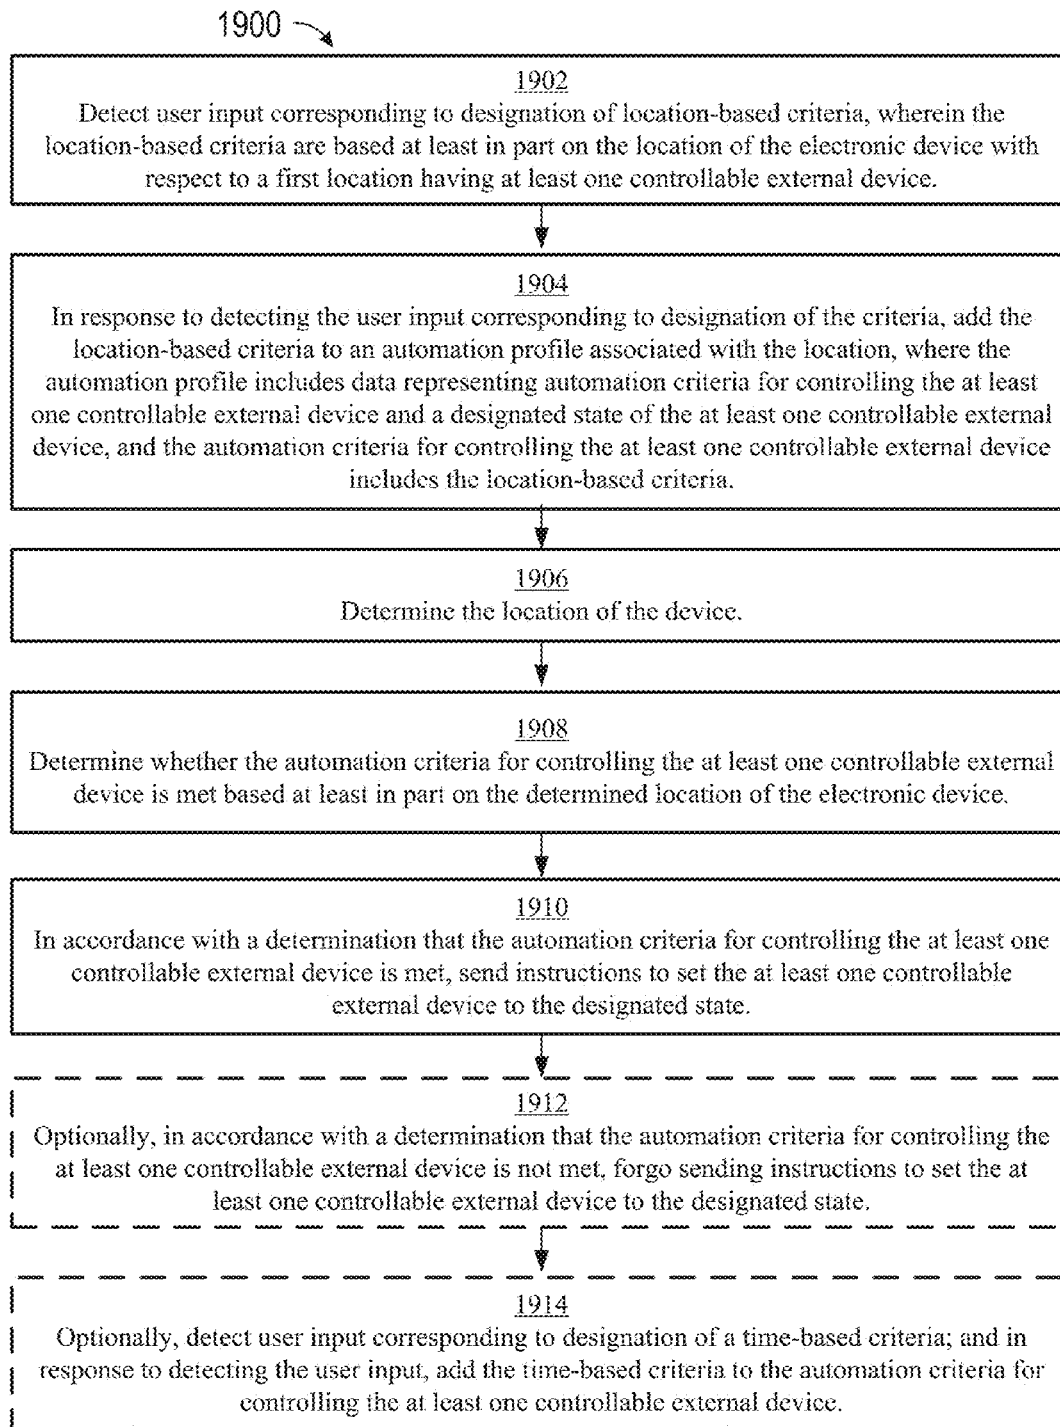 1900
1902
Detect user input corresponding to designation of location-based criteria, wherein the
location-based criteria are based at least in part on the location of the electronic device with
respect to a first location having at least one controllable external device.
1904
In response to detecting the user input corresponding to designation of the criteria, add the
location-based criteria to an automation profile associated with the location, where the
automation profile includes data representing automation criteria for controlling the at least
one controllable external device and a designated state of the at least one controllable external
device, and the automation criteria for controlling the at least one controllable external device
includes the location-based criteria.
1906
Determine the location of the device.
1908
Determine whether the automation criteria for controlling the at least one controllable external
device is met based at least in part on the determined location of the electronic device.
1910
In accordance with a determination that the automation criteria for controlling the at least one
controllable external device is met, send instructions to set the at least one controllable
external device to the designated state.
1912
Optionally, in accordance with a determination that the automation criteria for controlling the
at least one controllable external device is not met, forgo sending instructions to set the at
least one controllable external device to the designated state.
1914
Optionally, detect user input corresponding to designation of a time-based criteria; and in
response to detecting the user input, add the time-based criteria to the automation criteria for
controlling the at least one controllable external device.